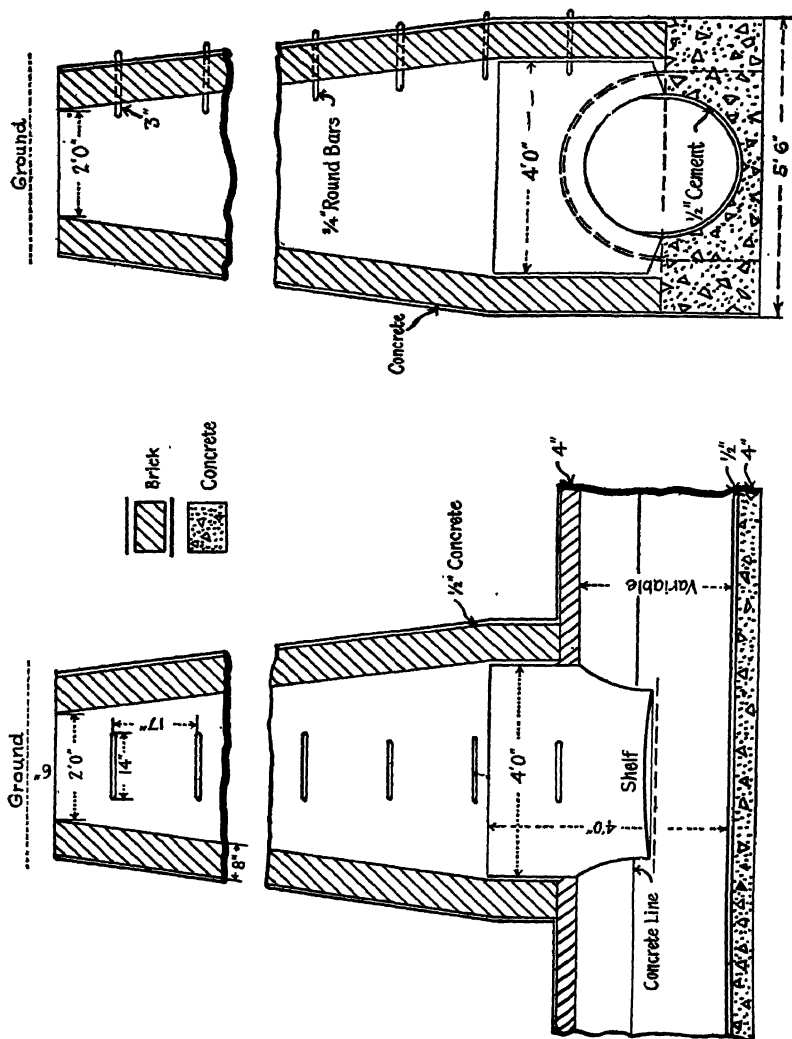 Ground
2'0"
3"
¾" Round Bars
4'0"
½" Cement
5'6"
Concrete
Brick
Concrete
Ground
6"
2'0"
14"
17"
8"
½" Concrete
4"
4'0"
Shelf
4'0"
Variable
Concrete Line
½"
4"